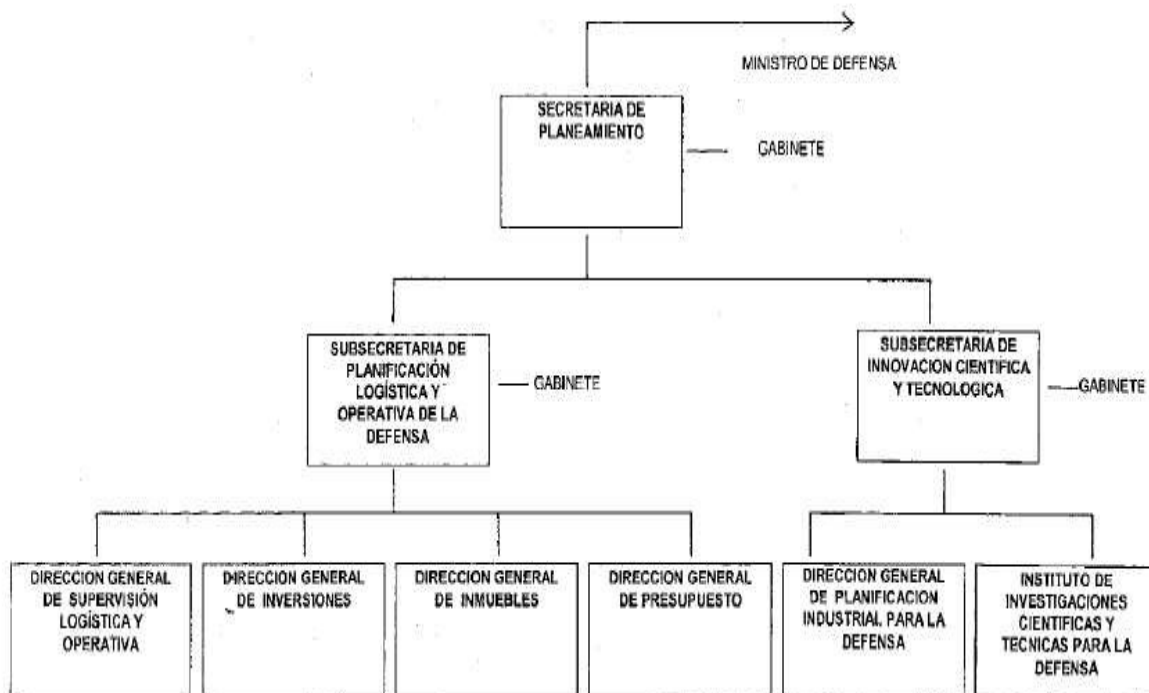 MINISTRO DE DEFENSA
SECRETARIA DE
PLANEAMIENTO
GABINETE
SUBSECRETARIA DE
PLANIFICACIÓN
LOGÍSTICA Y
OPERATIVA DE LA
DEFENSA
GABINETE
SUBSECRETARIA DE
INNOVACION CIENTIFICA
Y TECNOLOGICA
GABINETE
DIRECCION GENERAL
DE SUPERVISIÓN
LOGÍSTICA Y
OPERATIVA
DIRECCION GENERAL
DE INVERSIONES
DIRECCION GENERAL
DE INMUEBLES
DIRECCION GENERAL
DE PRESUPUESTO
DIRECCION GENERAL
DE PLANIFICACION
INDUSTRIAL PARA LA
DEFENSA
INSTITUTO DE
INVESTIGACIONES
CIENTIFICAS Y
TECNICAS PARA LA
DEFENSA